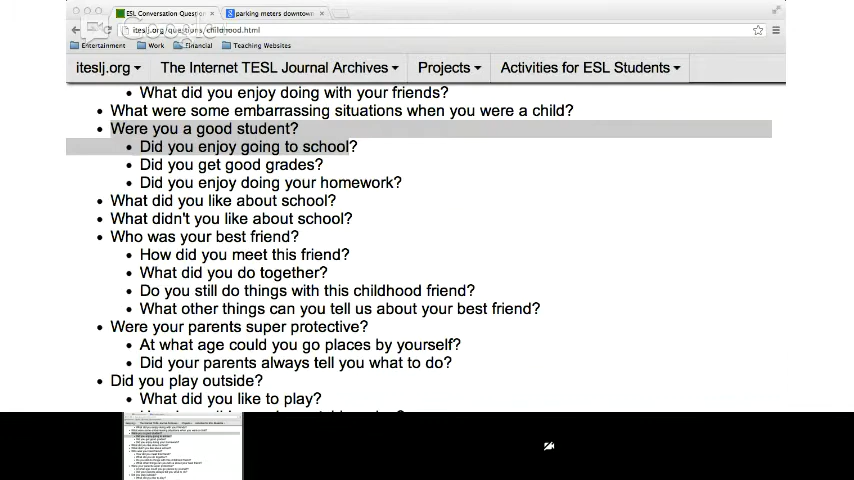 ESL Conversation Question
parking meters downtown
Google
iteslj.org/questions/childhood.html
Entertainment Work Financial Teaching Websites
iteslj.org The Internet TESL Journal Archives Projects Activities for ESL Students
What did you enjoy doing with your friends?
What were some embarrassing situations when you were a child?
Were you a good student?
Did you enjoy going to school?
Did you get good grades?
Did you enjoy doing your homework?
What did you like about school?
What didn't you like about school?
Who was your best friend?
How did you meet this friend?
What did you do together?
Do you still do things with this childhood friend?
What other things can you tell us about your best friend?
Were your parents super protective?
At what age could you go places by yourself?
Did your parents always tell you what to do?
Did you play outside?
What did you like to play?